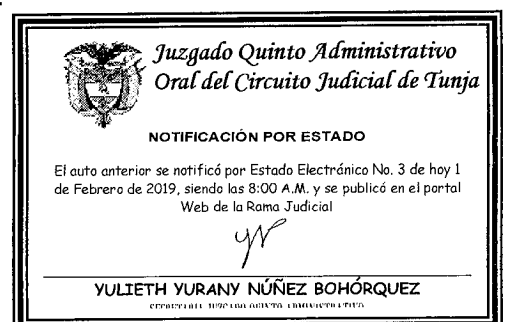 Juzgado Quinto Administrativo
Oral del Circuito Judicial de Tunja
NOTIFICACIÓN POR ESTADO
El auto anterior se notificó por Estado Electrónico No. 3 de hoy 1
de Febrero de 2019, siendo las 8:00 A.M. y se publicó en el portal
Web de la Rama Judicial
YULIETH YURANY NÚÑEZ BOHÓRQUEZ